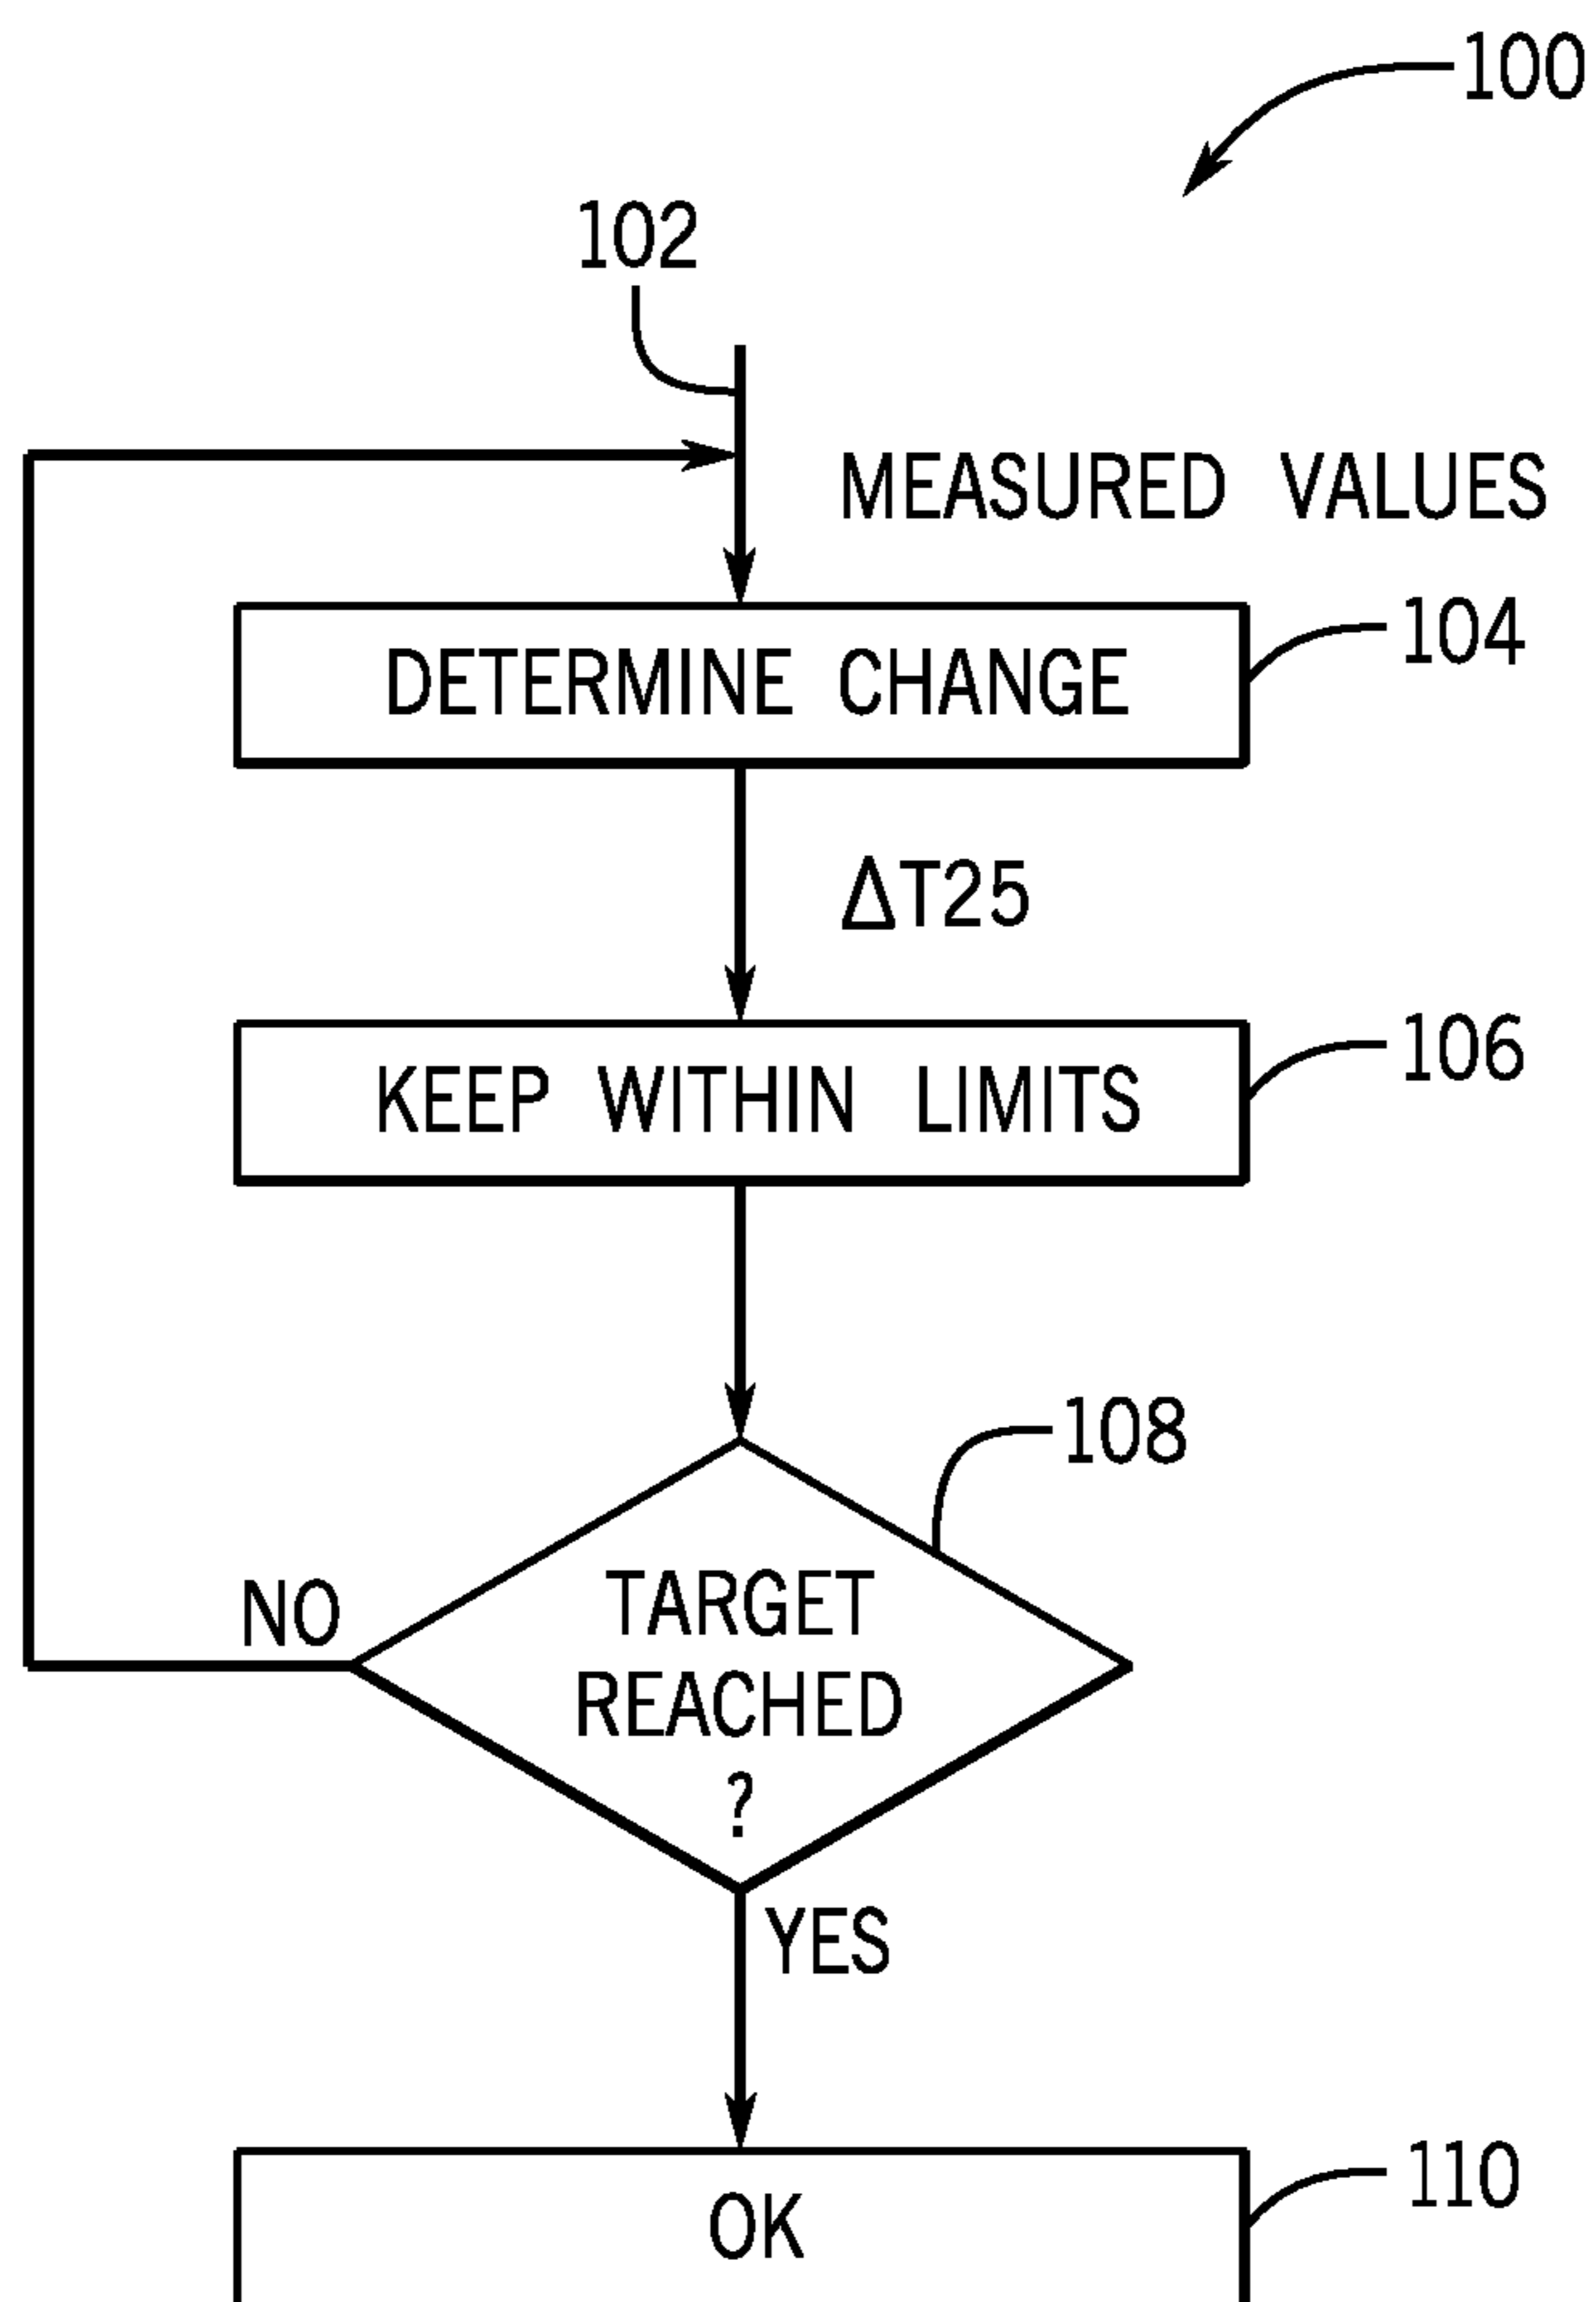 100
102
MEASURED VALUES
104
DETERMINE CHANGE
ΔT25
106
KEEP WITHIN LIMITS
108
NO
TARGET
REACHED
?
YES
110
OK